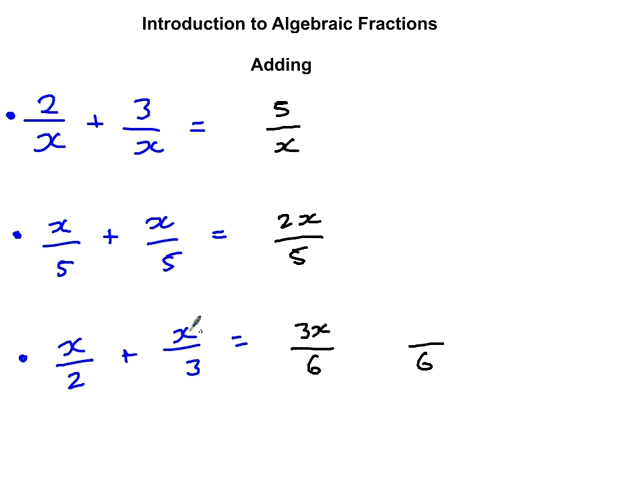 Introduction to Algebraic Fractions
Adding
• 2/x + 3/x = 5/x
• x/5 + x/5 = 2x/5
• x/2 + x/3 = 3x/6 /6